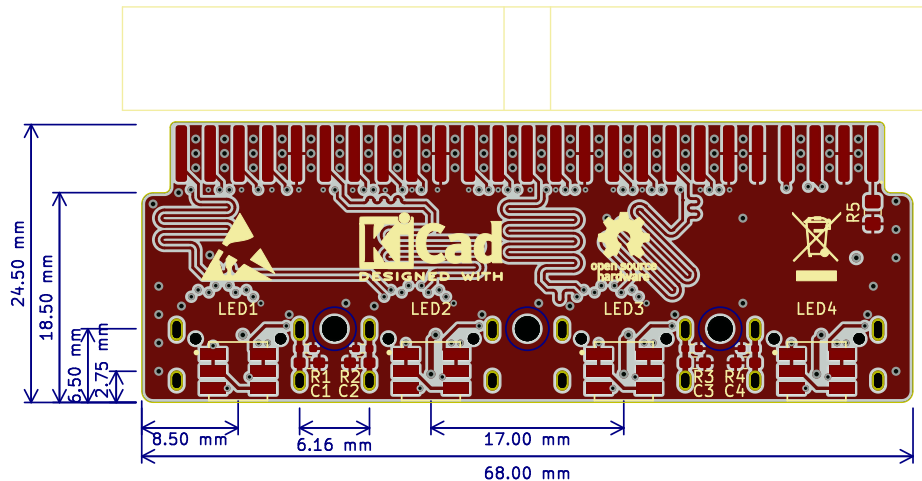 R5
24.50 mm
18.50 mm
6.50 mm
2.75 mm
KiCad
DESIGNED WITH
open source
hardware
LED1
LED2
LED3
LED4
R1 R2
C1 C2
R3 R4
C3 C4
8.50 mm
6.16 mm
17.00 mm
68.00 mm